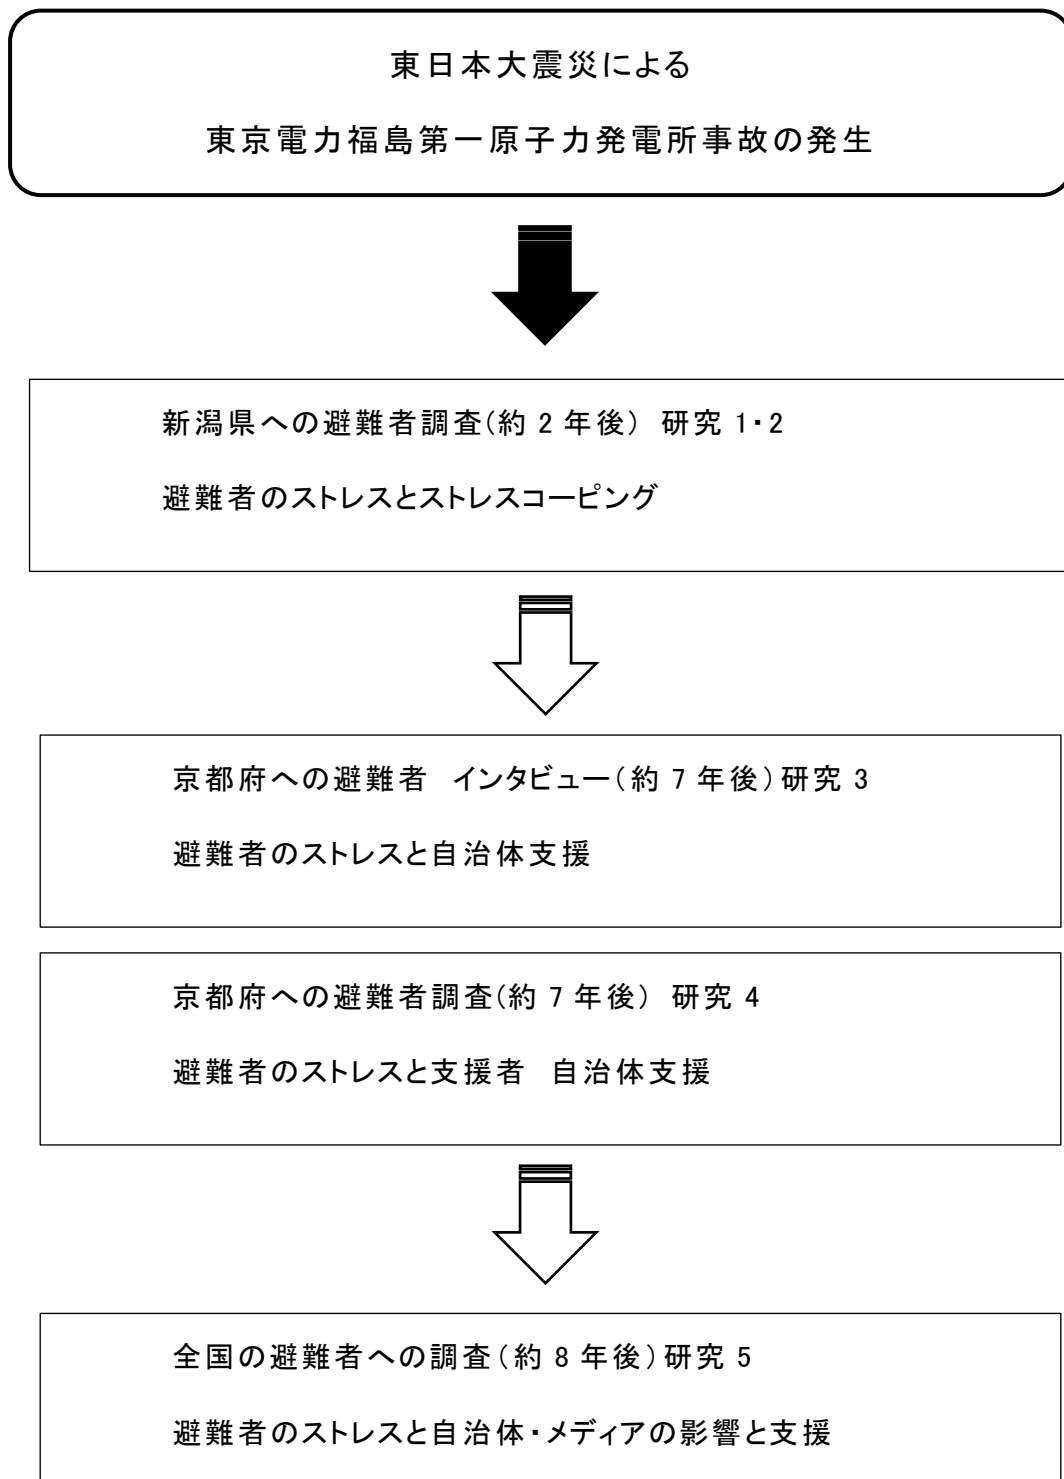 東日本大震災による
東京電力福島第一原子力発電所事故の発生
新潟県への避難者調査(約 2 年後） 研究 1・2
避難者のストレスとストレスコーピング
京都府への避難者　インタビュー（約 7 年後）研究 3
避難者のストレスと自治体支援
京都府への避難者調査(約 7 年後） 研究 4
避難者のストレスと支援者　自治体支援
全国の避難者への調査（約 8 年後）研究 5
避難者のストレスと自治体・メディアの影響と支援